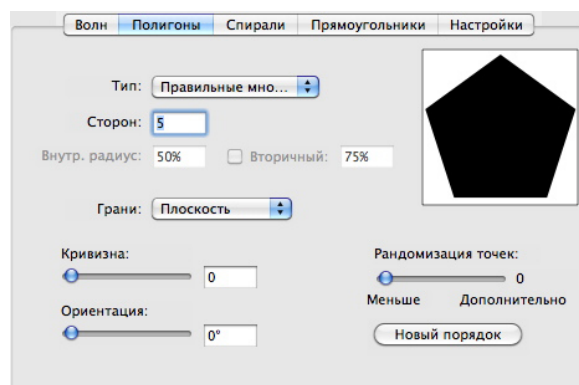 Волн Полигоны Спирали Прямоугольники Настройки
Тип: Правильные мно...
Сторон: 5
Внутр. радиус: 50% Вторичный: 75%
Грани: Плоскость
Кривизна:
0
Ориентация:
0°
Рандомизация точек:
0
Меньше Дополнительно
Новый порядок